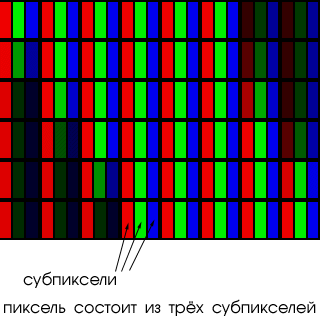 субпиксели
пиксель состоит из трёх субпикселей